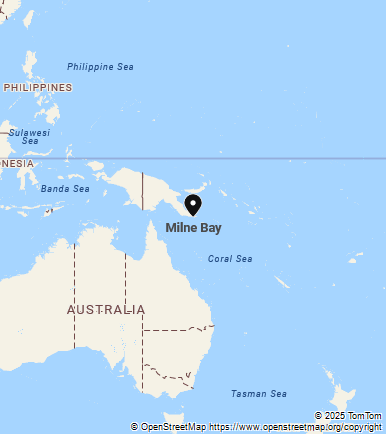 Philippine Sea
PHILIPPINES
Sulawesi
Sea
NESIA
Banda Sea
Milne Bay
Coral Sea
AUSTRALIA
Tasman Sea
© 2025 TomTom
© OpenStreetMap https://www.openstreetmap.org/copyright